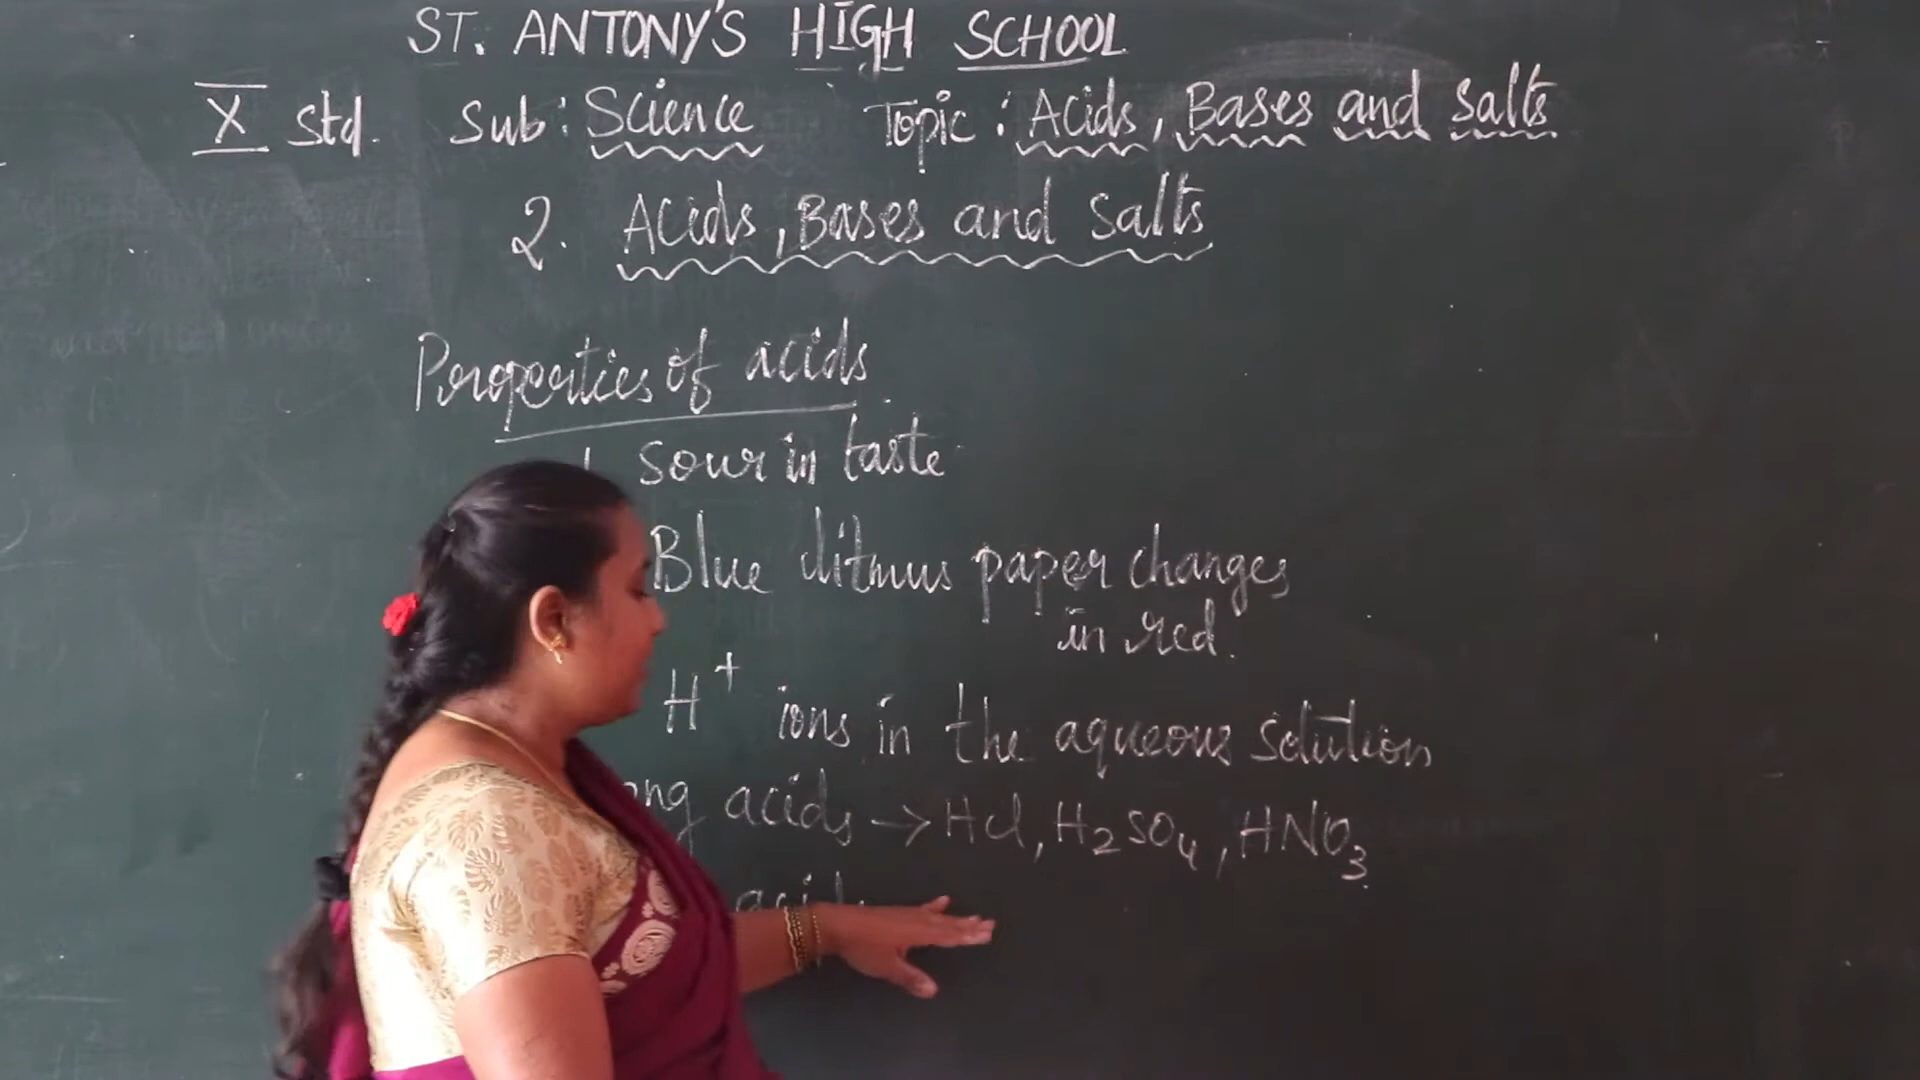 ST. ANTONY'S HIGH SCHOOL
X Std. Sub: Science Topic: Acids, Bases and Salts
2. Acids, Bases and Salts
Properties of acids
Sour in taste
Blue litmus paper changes
in red.
H⁺ ions in the aqueous solution
acids → HCl, H₂SO₄, HNO₃.